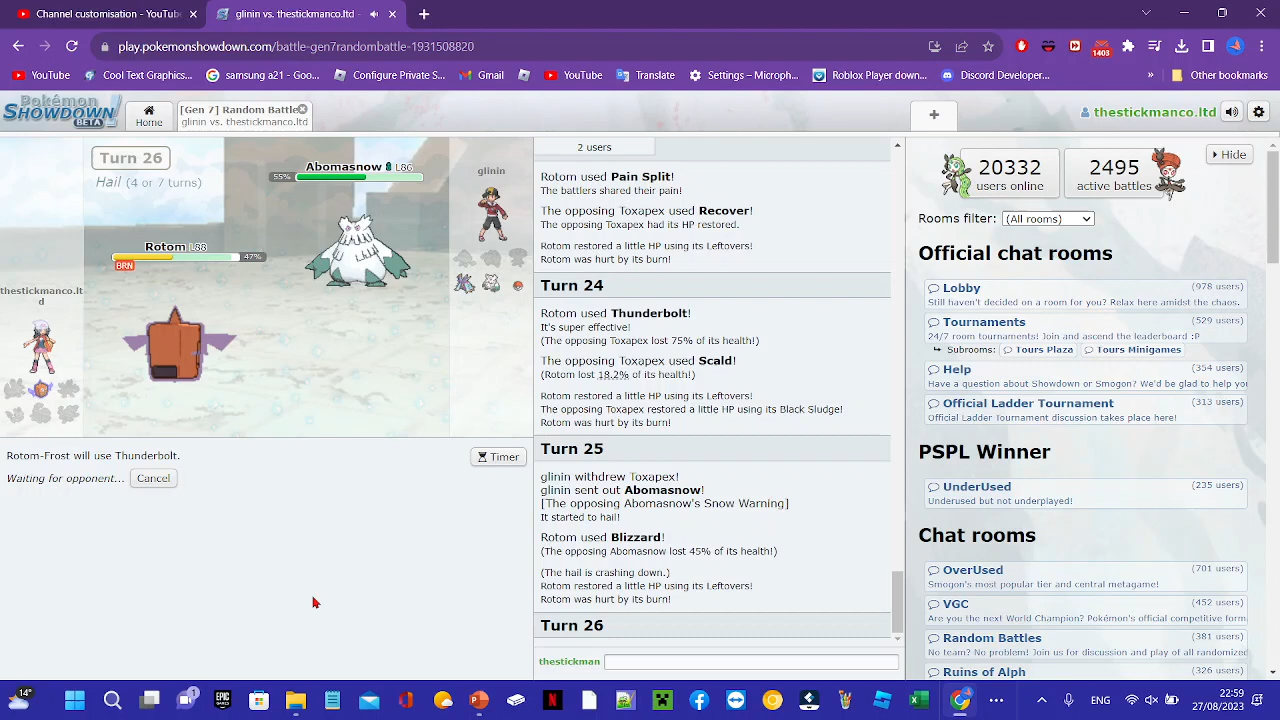 Channel customisation - YouTube
glinin vs. thestickmanco.ltd -
play.pokemonshowdown.com/battle-gen7randombattle-1931508820
1403
YouTube
Cool Text Graphics...
samsung a21 - Goo...
Configure Private S...
Gmail
YouTube
Translate
Settings – Microph...
Roblox Player down...
Discord Developer...
»
Other bookmarks
Pokémon
SHOWDOWN
BETA
Home
[Gen 7] Random Battle
glinin vs. thestickmanco.ltd
+
thestickmanco.ltd
Turn 26
Hail (4 or 7 turns)
Abomasnow L86
55%
Rotom L88
47%
BRN
glinin
thestickmanco.lt
d
Rotom-Frost will use Thunderbolt.
Timer
Waiting for opponent...
Cancel
2 users
Rotom used Pain Split!
The battlers shared their pain!
The opposing Toxapex used Recover!
The opposing Toxapex had its HP restored.
Rotom restored a little HP using its Leftovers!
Rotom was hurt by its burn!
Turn 24
Rotom used Thunderbolt!
It's super effective!
(The opposing Toxapex lost 75% of its health!)
The opposing Toxapex used Scald!
(Rotom lost 18.2% of its health!)
Rotom restored a little HP using its Leftovers!
The opposing Toxapex restored a little HP using its Black Sludge!
Rotom was hurt by its burn!
Turn 25
glinin withdrew Toxapex!
glinin sent out Abomasnow!
[The opposing Abomasnow's Snow Warning]
It started to hail!
Rotom used Blizzard!
(The opposing Abomasnow lost 45% of its health!)
(The hail is crashing down.)
Rotom restored a little HP using its Leftovers!
Rotom was hurt by its burn!
Turn 26
thestickman
20332
users online
2495
active battles
Hide
Rooms filter: (All rooms)
Official chat rooms
Lobby (978 users)
Still haven't decided on a room for you? Relax here amidst the chaos.
Tournaments (529 users)
24/7 room tournaments! Join and ascend the leaderboard :P
Subrooms: Tours Plaza Tours Minigames
Help (354 users)
Have a question about Showdown or Smogon? We'd be glad to help you
Official Ladder Tournament (313 users)
Official Ladder Tournament discussion takes place here!
PSPL Winner
UnderUsed (235 users)
Underused but not underplayed!
Chat rooms
OverUsed (701 users)
Smogon's most popular tier and central metagame!
VGC (452 users)
Are you the next World Champion? Pokémon's official competitive form
Random Battles (381 users)
No team? No problem! Join us for discussion and play of all randomized
Ruins of Alph (326 users)
14°
1
EPIC
GAMES
N
ENG
22:59
27/08/2023